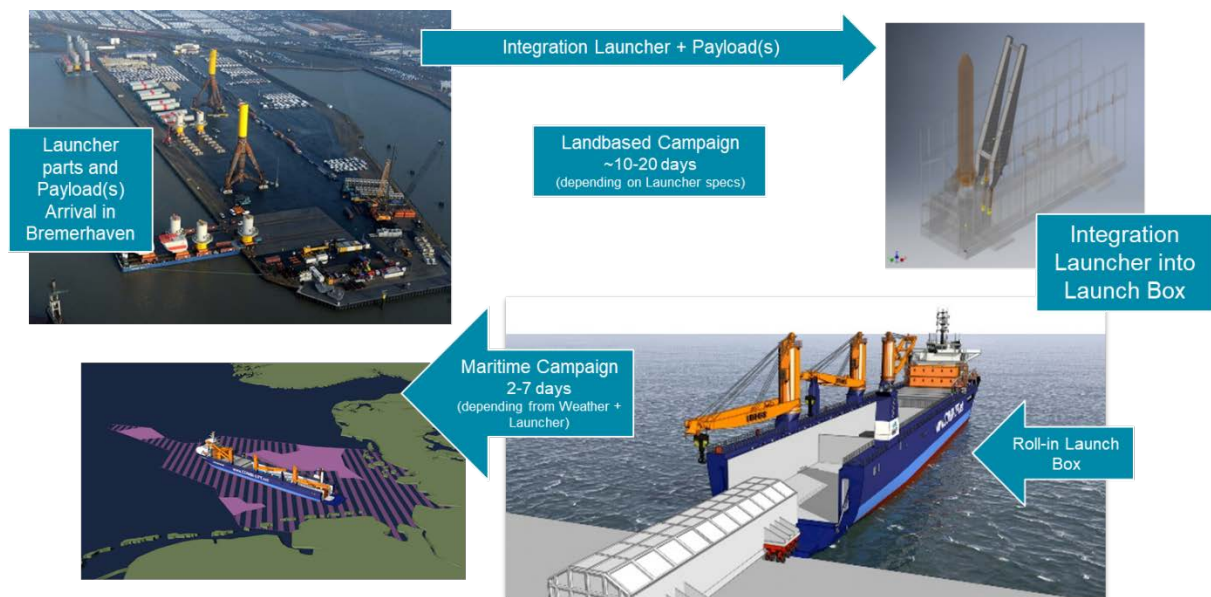 Integration Launcher + Payload(s)
Launcher
parts and
Payload(s)
Arrival in
Bremerhaven
Landbased Campaign
~10-20 days
(depending on Launcher specs)
Integration
Launcher into
Launch Box
Maritime Campaign
2-7 days
(depending from Weather +
Launcher)
Roll-in Launch
Box